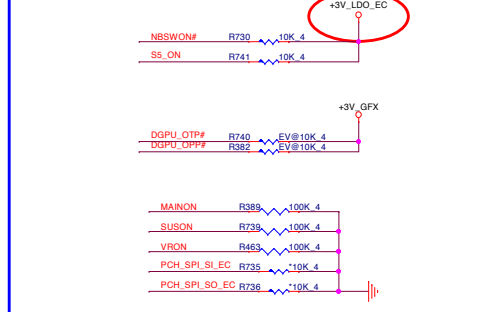 +3V_LDO_EC
NBSWON# R730 10K_4
S5_ON R741 10K_4
+3V_GFX
DGPU_OTP# R740 EV@10K_4
DGPU_OPP# R382 EV@10K_4
MAINON R389 100K_4
SUSON R739 100K_4
VRON R463 100K_4
PCH_SPI_SI_EC R735 *10K_4
PCH_SPI_SO_EC R736 *10K_4